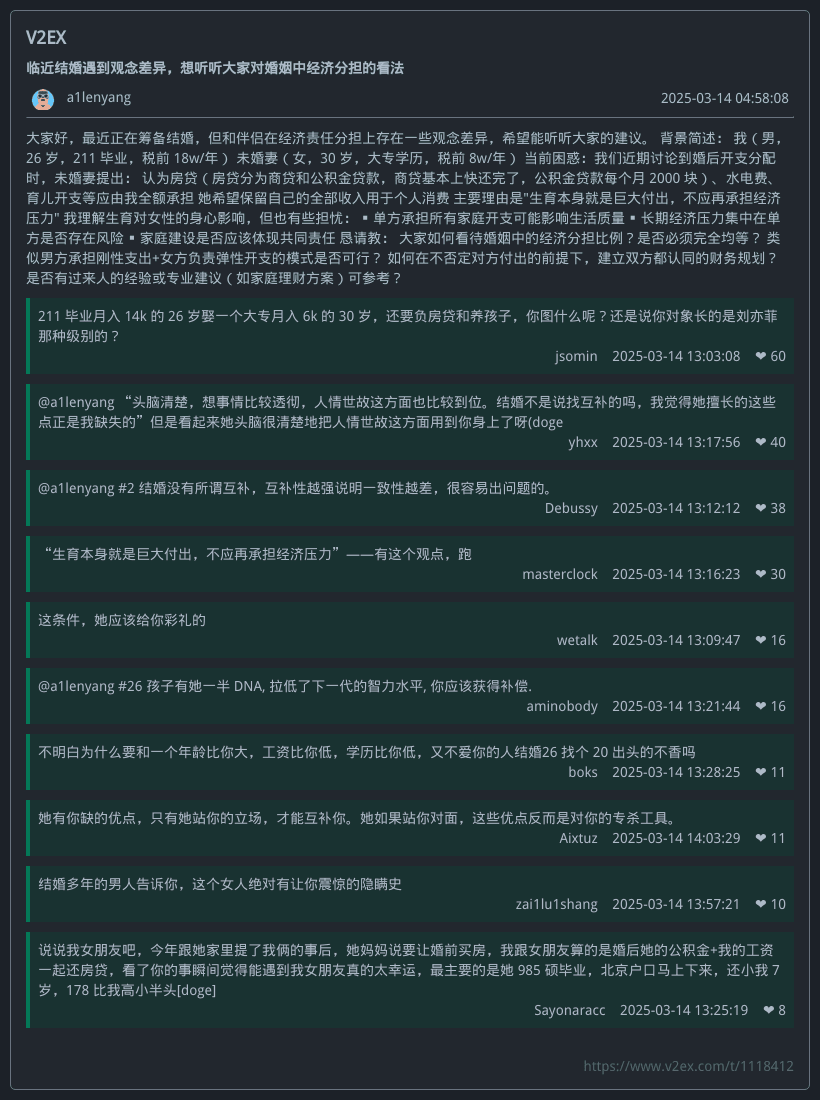 V2EX
临近结婚遇到观念差异，想听听大家对婚姻中经济分担的看法
a1lenyang 2025-03-14 04:58:08
大家好，最近正在筹备结婚，但和伴侣在经济责任分担上存在一些观念差异，希望能听听大家的建议。 背景简述： 我（男，
26 岁，211 毕业，税前 18w/年） 未婚妻（女，30 岁，大专学历，税前 8w/年） 当前困惑： 我们近期讨论到婚后开支分配
时，未婚妻提出： 认为房贷（房贷分为商贷和公积金贷款，商贷基本上快还完了，公积金贷款每个月 2000 块）、水电费、
育儿开支等应由我全额承担 她希望保留自己的全部收入用于个人消费 主要理由是"生育本身就是巨大付出，不应再承担经济
压力" 我理解生育对女性的身心影响，但也有些担忧： ▪ 单方承担所有家庭开支可能影响生活质量 ▪ 长期经济压力集中在单
方是否存在风险 ▪ 家庭建设是否应该体现共同责任 恳请教： 大家如何看待婚姻中的经济分担比例？是否必须完全均等？ 类
似男方承担刚性支出+女方负责弹性开支的模式是否可行？ 如何在不否定对方付出的前提下，建立双方都认同的财务规划？
是否有过来人的经验或专业建议（如家庭理财方案）可参考？
211 毕业月入 14k 的 26 岁娶一个大专月入 6k 的 30 岁，还要负房贷和养孩子，你图什么呢？还是说你对象长的是刘亦菲
那种级别的？
jsomin 2025-03-14 13:03:08 ❤ 60
@a1lenyang “头脑清楚，想事情比较透彻，人情世故这方面也比较到位。结婚不是说找互补的吗，我觉得她擅长的这些
点正是我缺失的”但是看起来她头脑很清楚地把人情世故这方面用到你身上了呀(doge
yhxx 2025-03-14 13:17:56 ❤ 40
@a1lenyang #2 结婚没有所谓互补，互补性越强说明一致性越差，很容易出问题的。
Debussy 2025-03-14 13:12:12 ❤ 38
“生育本身就是巨大付出，不应再承担经济压力”——有这个观点，跑
masterclock 2025-03-14 13:16:23 ❤ 30
这条件，她应该给你彩礼的
wetalk 2025-03-14 13:09:47 ❤ 16
@a1lenyang #26 孩子有她一半 DNA, 拉低了下一代的智力水平, 你应该获得补偿.
aminobody 2025-03-14 13:21:44 ❤ 16
不明白为什么要和一个年龄比你大，工资比你低，学历比你低，又不爱你的人结婚26 找个 20 出头的不香吗
boks 2025-03-14 13:28:25 ❤ 11
她有你缺的优点，只有她站你的立场，才能互补你。她如果站你对面，这些优点反而是对你的专杀工具。
Aixtuz 2025-03-14 14:03:29 ❤ 11
结婚多年的男人告诉你，这个女人绝对有让你震惊的隐瞒史
zai1lu1shang 2025-03-14 13:57:21 ❤ 10
说说我女朋友吧，今年跟她家里提了我俩的事后，她妈妈说要让婚前买房，我跟女朋友算的是婚后她的公积金+我的工资
一起还房贷，看了你的事瞬间觉得能遇到我女朋友真的太幸运，最主要的是她 985 硕毕业，北京户口马上下来，还小我 7
岁，178 比我高小半头[doge]
Sayonaracc 2025-03-14 13:25:19 ❤ 8
https://www.v2ex.com/t/1118412